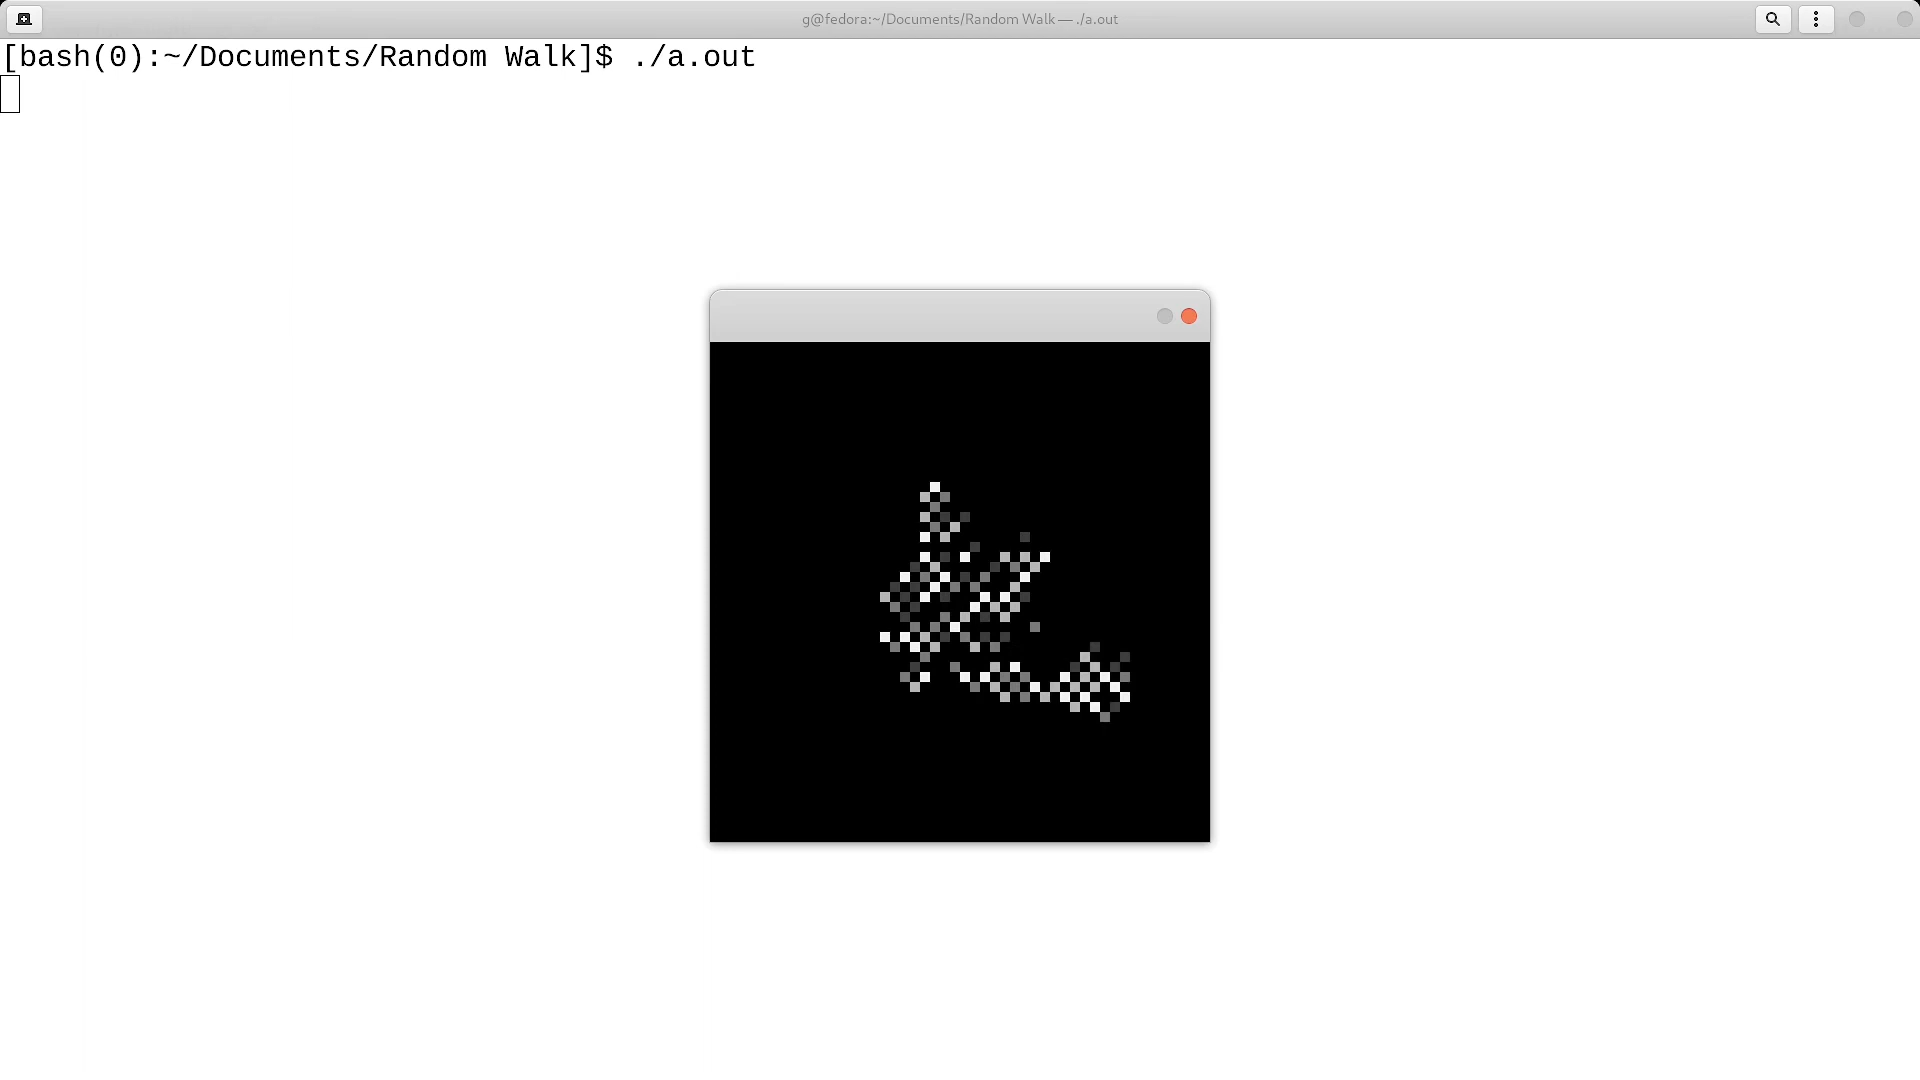 g@fedora:~/Documents/Random Walk — ./a.out
[bash(0):~/Documents/Random Walk]$ ./a.out